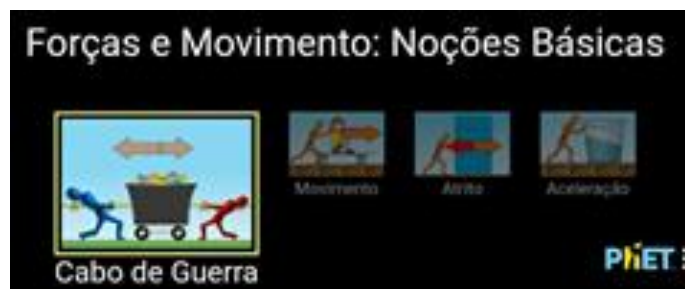 Forças e Movimento: Noções Básicas
Movimento
Atrito
Aceleração
Cabo de Guerra
PhET